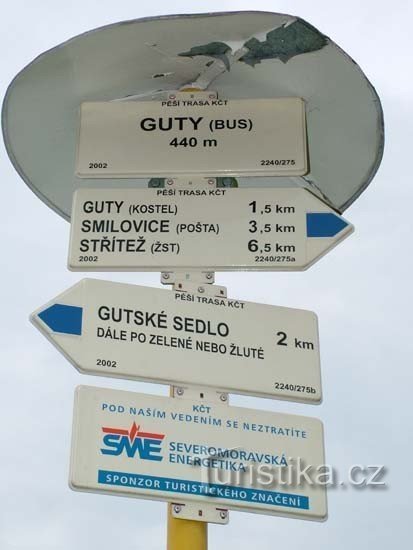 PĚŠÍ TRASA KČT
GUTY (BUS)
440 m
2002 2240/275
PĚŠÍ TRASA KČT
GUTY (KOSTEL) 1,5 km
SMILOVICE (POŠTA) 3,5 km
STŘÍTEŽ (ŽST) 6,5 km
2002 2240/275a
PĚŠÍ TRASA KČT
GUTSKÉ SEDLO 2 km
DÁLE PO ZELENÉ NEBO ŽLUTÉ
2002 2240/275b
KČT
POD NAŠÍM VEDENÍM SE NEZTRATÍTE
SME SEVEROMORAVSKÁ
ENERGETIKA
turistika.cz
SPONZOR TURISTICKÉHO ZNAČENÍ